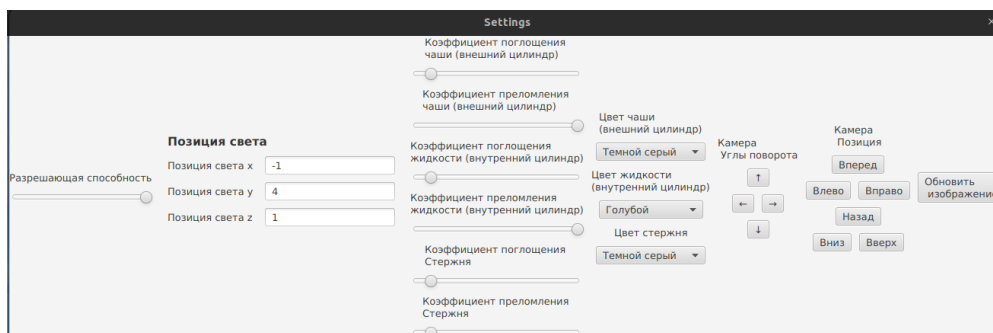 Settings
×
Разрешающая способность
Позиция света
Позиция света x
-1
Позиция света y
4
Позиция света z
1
Коэффициент поглощения
чаши (внешний цилиндр)
Коэффициент преломления
чаши (внешний цилиндр)
Коэффициент поглощения
жидкости (внутренний цилиндр)
Коэффициент преломления
жидкости (внутренний цилиндр)
Коэффициент поглощения
Стержня
Коэффициент преломления
Стержня
Цвет чаши
(внешний цилиндр)
Темной серый
Цвет жидкости
(внутренний цилиндр)
Голубой
Цвет стержня
Темной серый
Камера
Углы поворота
↑
← →
↓
Камера
Позиция
Вперед
Влево Вправо
Назад
Вниз Вверх
Обновить
изображение